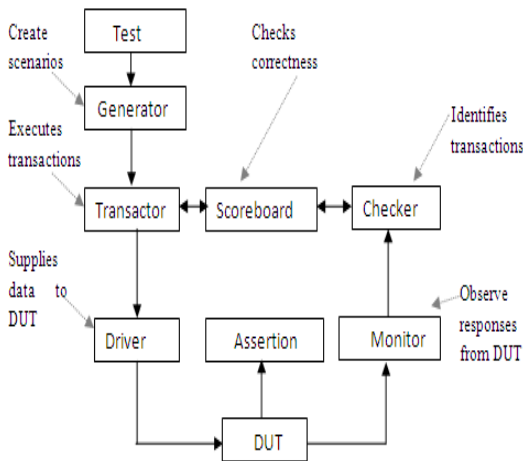 Create
scenarios
Test
Checks
correctness
Generator
Executes
transactions
Identifies
transactions
Transactor
Scoreboard
Checker
Supplies
data to
DUT
Observe
responses
from DUT
Driver
Assertion
Monitor
DUT